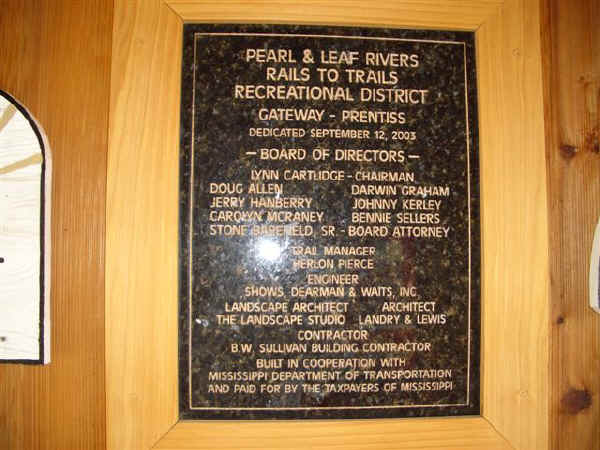 PEARL & LEAF RIVERS
RAILS TO TRAILS
RECREATIONAL DISTRICT
GATEWAY - PRENTISS
DEDICATED SEPTEMBER 12, 2003
- BOARD OF DIRECTORS -
LYNN CARTLIDGE - CHAIRMAN
DOUG ALLEN DARWIN GRAHAM
JERRY HANBERRY JOHNNY KERLEY
CAROLYN MCRANEY BENNIE SELLERS
STONE BAREFIELD, SR. - BOARD ATTORNEY
TRAIL MANAGER
HERLON PIERCE
ENGINEER
SHOWS, DEARMAN & WAITS, INC.
LANDSCAPE ARCHITECT ARCHITECT
THE LANDSCAPE STUDIO LANDRY & LEWIS
CONTRACTOR
B.W. SULLIVAN BUILDING CONTRACTOR
BUILT IN COOPERATION WITH
MISSISSIPPI DEPARTMENT OF TRANSPORTATION
AND PAID FOR BY THE TAXPAYERS OF MISSISSIPPI